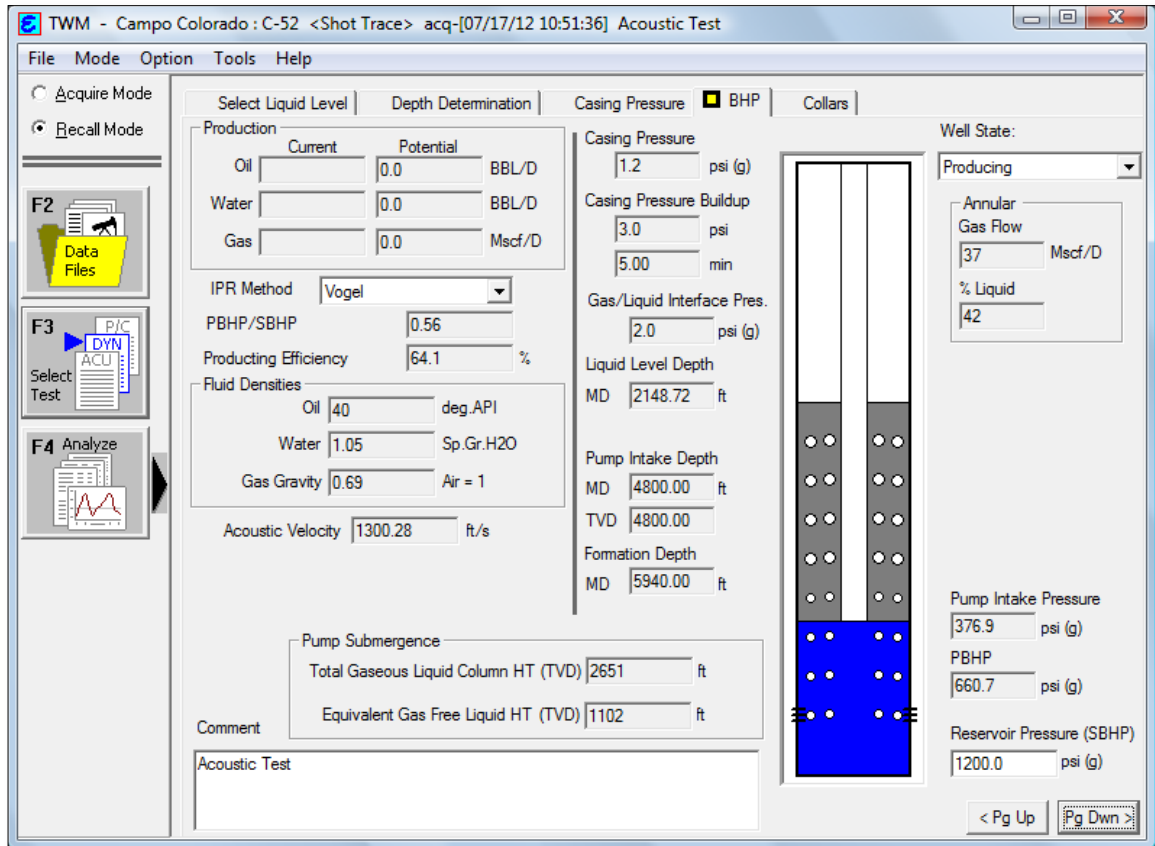 TWM - Campo Colorado : C-52 <Shot Trace> acq-[07/17/12 10:51:36] Acoustic Test
File Mode Option Tools Help
Acquire Mode
Recall Mode
F2
Data
Files
F3
P/C
DYN
ACU
Select
Test
F4 Analyze
Select Liquid Level Depth Determination Casing Pressure BHP Collars
Production
Current Potential
Oil 0.0 BBL/D
Water 0.0 BBL/D
Gas 0.0 Mscf/D
IPR Method Vogel
PBHP/SBHP 0.56
Producting Efficiency 64.1 %
Fluid Densities
Oil 40 deg.API
Water 1.05 Sp.Gr.H2O
Gas Gravity 0.69 Air = 1
Acoustic Velocity 1300.28 ft/s
Casing Pressure
1.2 psi (g)
Casing Pressure Buildup
3.0 psi
5.00 min
Gas/Liquid Interface Pres.
2.0 psi (g)
Liquid Level Depth
MD 2148.72 ft
Pump Intake Depth
MD 4800.00 ft
TVD 4800.00
Formation Depth
MD 5940.00 ft
Pump Submergence
Total Gaseous Liquid Column HT (TVD) 2651 ft
Equivalent Gas Free Liquid HT (TVD) 1102 ft
Comment
Acoustic Test
Well State:
Producing
Annular
Gas Flow
37 Mscf/D
% Liquid
42
Pump Intake Pressure
376.9 psi (g)
PBHP
660.7 psi (g)
Reservoir Pressure (SBHP)
1200.0 psi (g)
< Pg Up Pg Dwn >